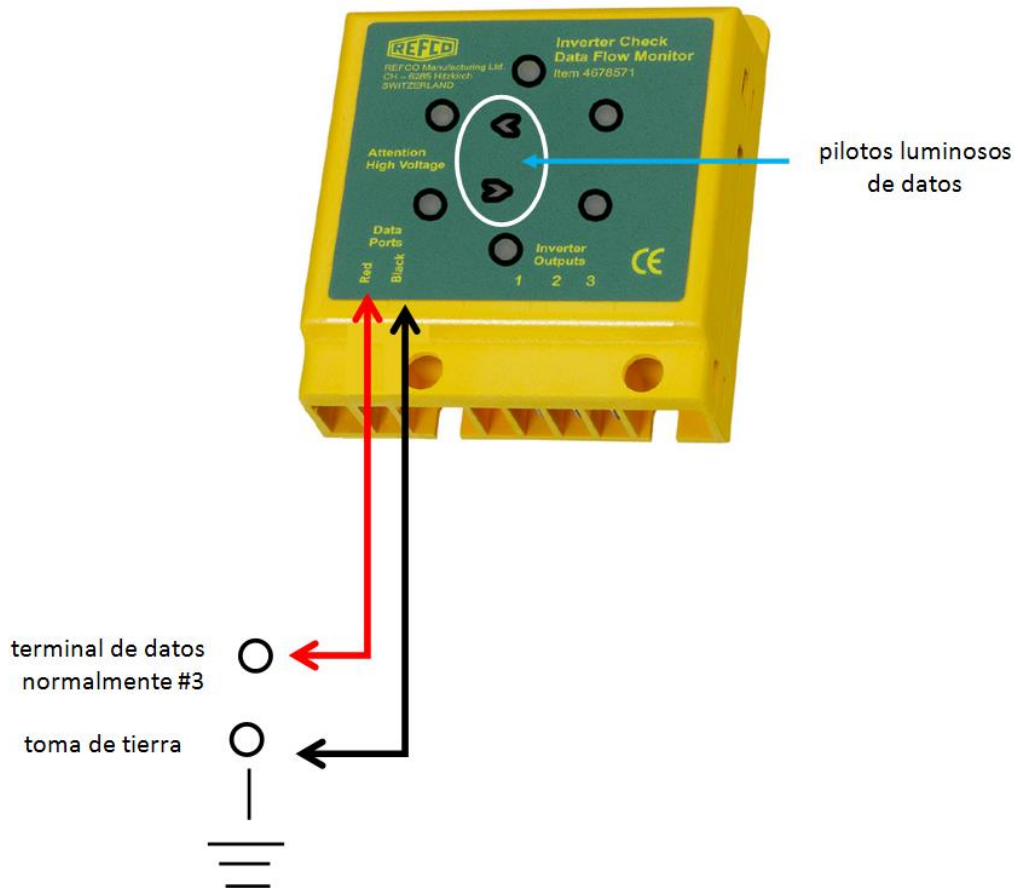 REFCO
REFCO Manufacturing Ltd.
CH – 6285 Hitzkirch
SWITZERLAND
Inverter Check
Data Flow Monitor
Item 4678571
Attention
High Voltage
Data
Ports
Red
Black
Inverter
Outputs
1 2 3
CE
pilotos luminosos
de datos
terminal de datos
normalmente #3
toma de tierra